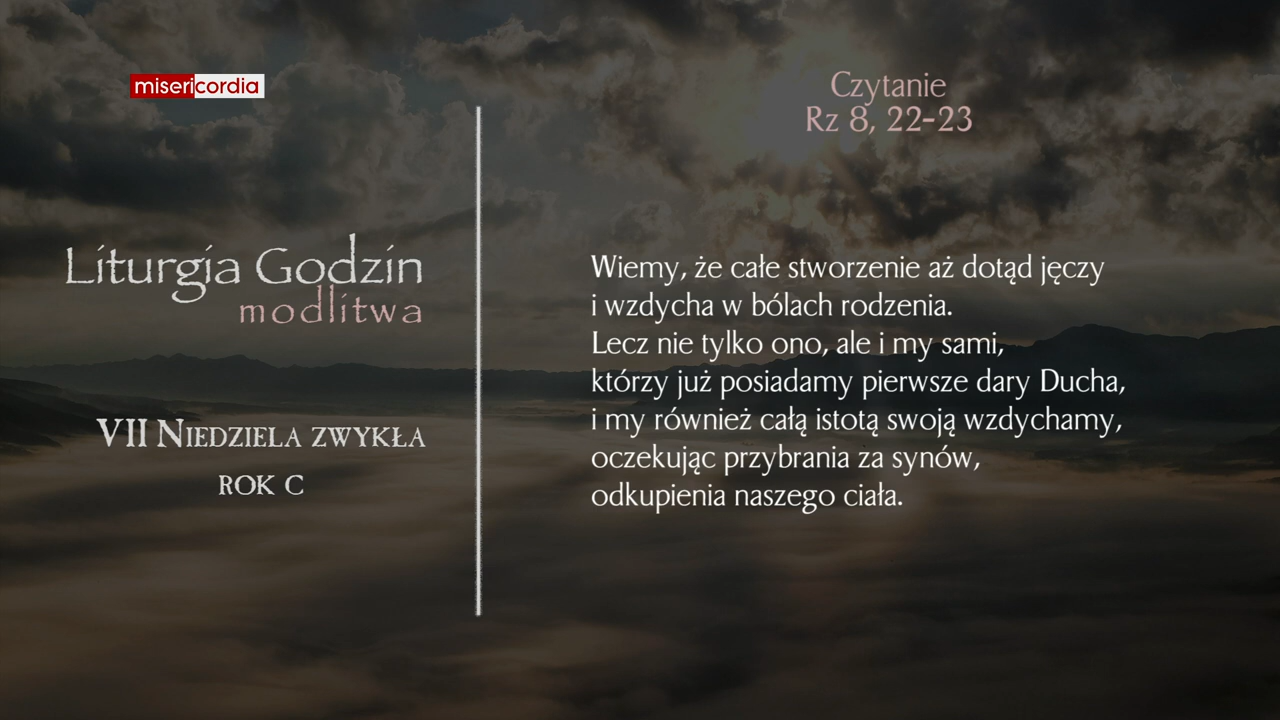 misericordia
Liturgia Godzin
modlitwa
VII Niedziela zwykła
rok C
Czytanie
Rz 8, 22-23
Wiemy, że całe stworzenie aż dotąd jęczy
i wzdycha w bólach rodzenia.
Lecz nie tylko ono, ale i my sami,
którzy już posiadamy pierwsze dary Ducha,
i my również całą istotą swoją wzdychamy,
oczekując przybrania za synów,
odkupienia naszego ciała.